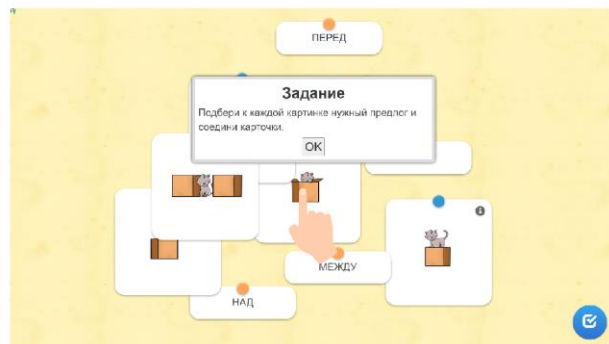 ПЕРЕД
Задание
Подбери к каждой картинке нужный предлог и
соедини карточки.
OK
МЕЖДУ
НАД